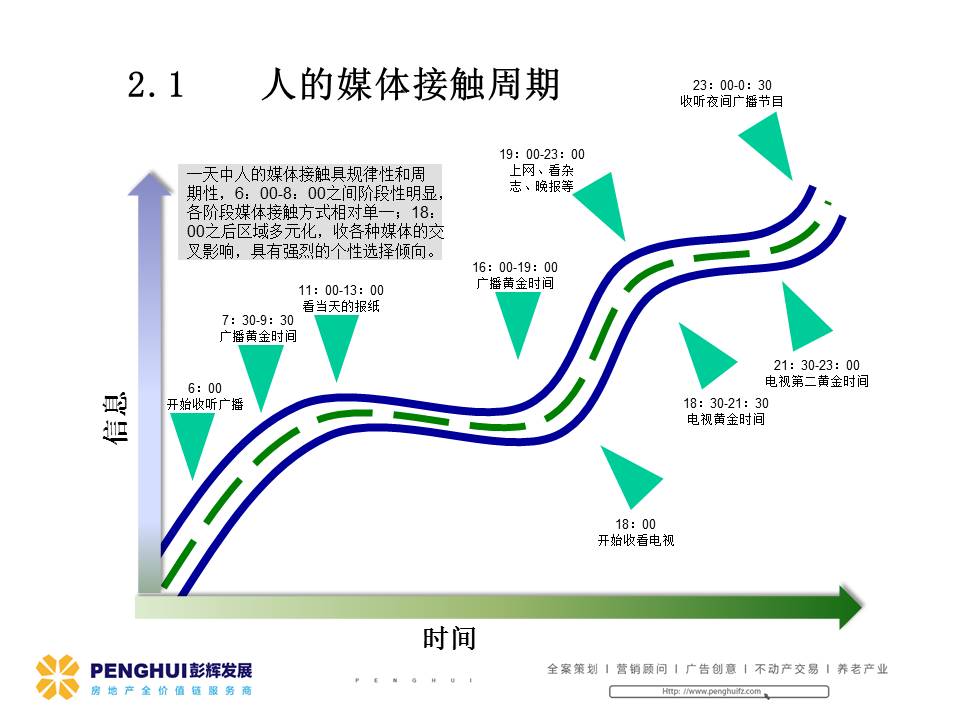 2.1 人的媒体接触周期
23：00-0：30
收听夜间广播节目
19：00-23：00
上网、看杂
志、晚报等
一天中人的媒体接触具规律性和周
期性，6：00-8：00之间阶段性明显，
各阶段媒体接触方式相对单一；18：
00之后区域多元化，收各种媒体的交
叉影响，具有强烈的个性选择倾向。
16：00-19：00
广播黄金时间
11：00-13：00
看当天的报纸
7：30-9：30
广播黄金时间
6：00
开始收听广播
21：30-23：00
电视第二黄金时间
18：30-21：30
电视黄金时间
18：00
开始收看电视
信息
时间
PENGHUI彭辉发展
房地产全价值链服务商
PENGHUI
全案策划 I 营销顾问 I 广告创意 I 不动产交易 I 养老产业
Http: //www.penghuifz.com